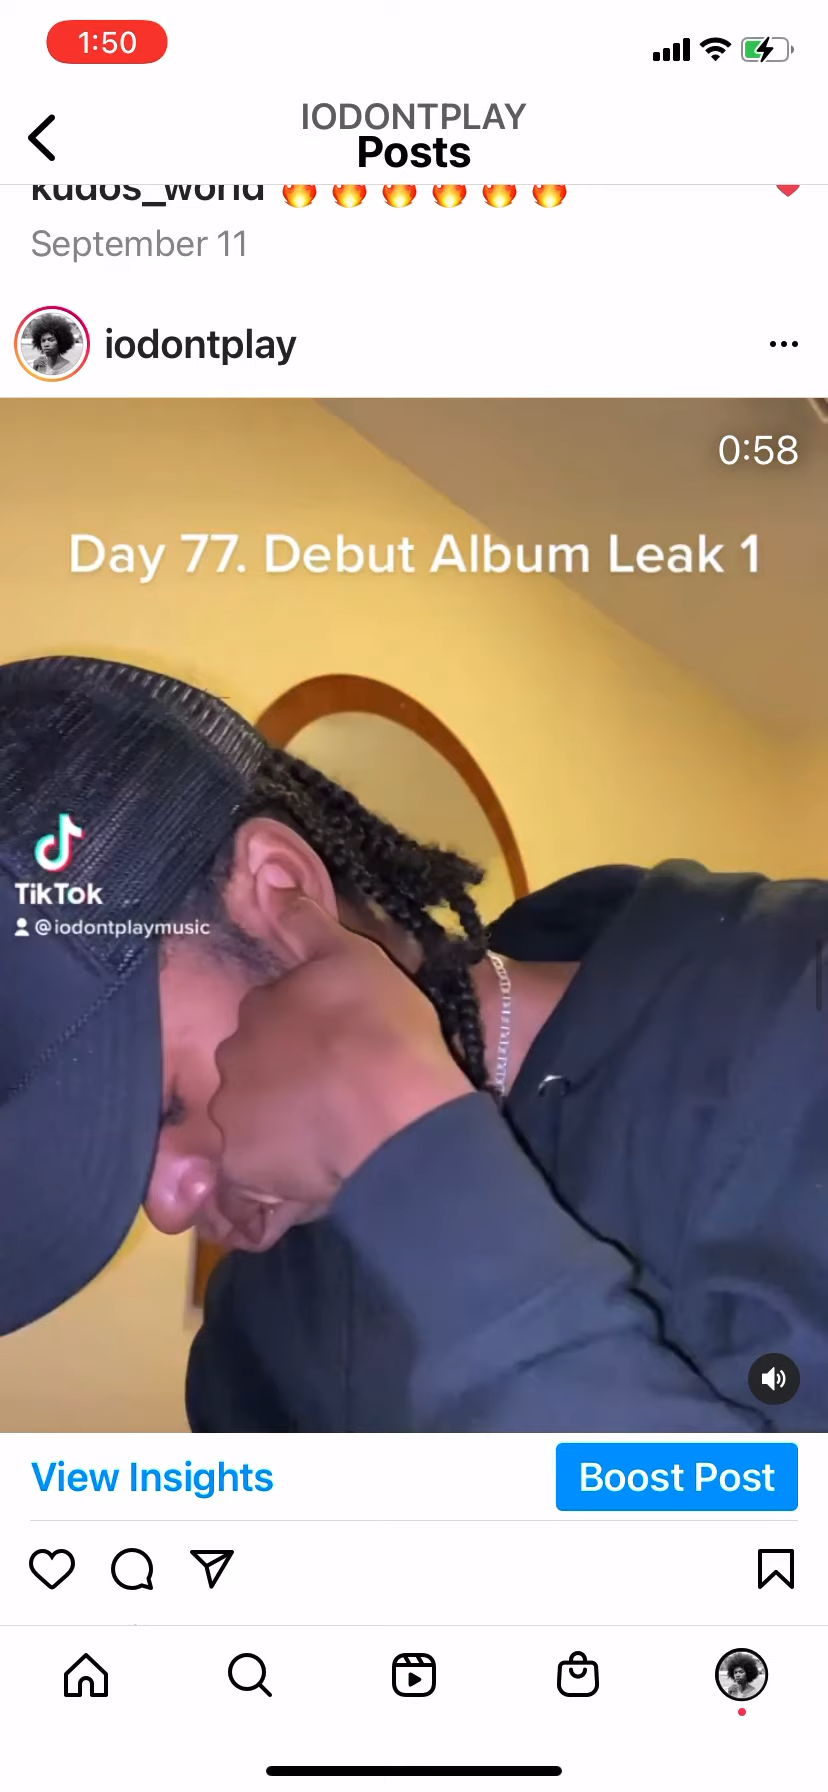 1:50
IODONTPLAY
Posts
kudos_world 🔥🔥🔥🔥🔥🔥
September 11
iodontplay
0:58
Day 77. Debut Album Leak 1
TikTok
@iodontplaymusic
View Insights
Boost Post